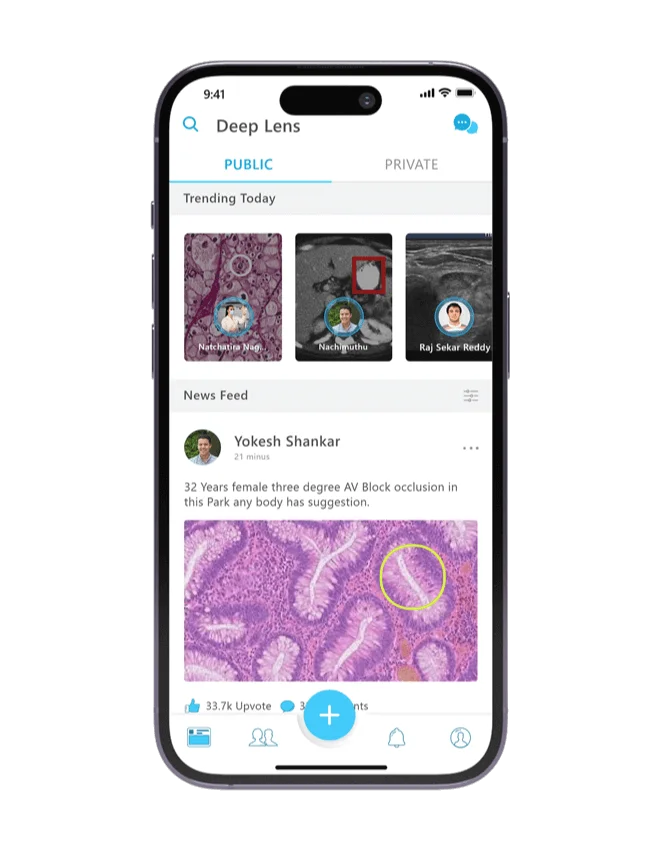 9:41
Deep Lens
PUBLIC
PRIVATE
Trending Today
Natchatira Nag...
Nachimuthu
Raj Sekar Reddy
News Feed
Yokesh Shankar
21 minus
32 Years female three degree AV Block occlusion in
this Park any body has suggestion.
33.7k Upvote